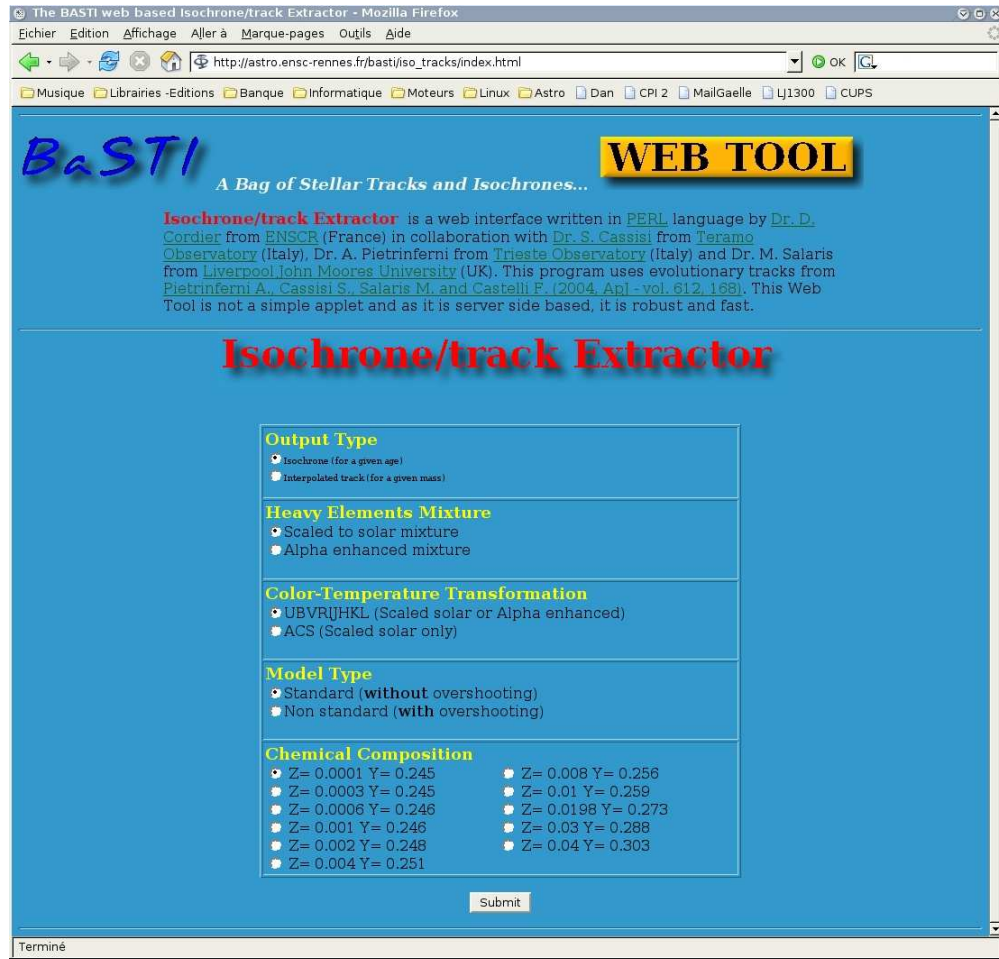 The BASTI web based Isochrone/track Extractor - Mozilla Firefox
Fichier Edition Affichage Aller à Marque-pages Outils Aide
http://astro.ensc-rennes.fr/basti/iso_tracks/index.html OK G
Musique Librairies -Editions Banque Informatique Moteurs Linux Astro Dan CPI 2 MailGaelle LJ1300 CUPS
BaSTI
A Bag of Stellar Tracks and Isochrones...
WEB TOOL
Isochrone/track Extractor is a web interface written in PERL language by Dr. D.
Cordier from ENSCR (France) in collaboration with Dr. S. Cassisi from Teramo
Observatory (Italy), Dr. A. Pietrinferni from Trieste Observatory (Italy) and Dr. M. Salaris
from Liverpool John Moores University (UK). This program uses evolutionary tracks from
Pietrinferni A., Cassisi S., Salaris M. and Castelli F. (2004, ApJ - vol. 612, 168). This Web
Tool is not a simple applet and as it is server side based, it is robust and fast.
Isochrone/track Extractor
Output Type
Isochrone (for a given age)
Interpolated track (for a given mass)
Heavy Elements Mixture
Scaled to solar mixture
Alpha enhanced mixture
Color-Temperature Transformation
UBVRIJHKL (Scaled solar or Alpha enhanced)
ACS (Scaled solar only)
Model Type
Standard (without overshooting)
Non standard (with overshooting)
Chemical Composition
Z= 0.0001 Y= 0.245
Z= 0.0003 Y= 0.245
Z= 0.0006 Y= 0.246
Z= 0.001 Y= 0.246
Z= 0.002 Y= 0.248
Z= 0.004 Y= 0.251
Z= 0.008 Y= 0.256
Z= 0.01 Y= 0.259
Z= 0.0198 Y= 0.273
Z= 0.03 Y= 0.288
Z= 0.04 Y= 0.303
Submit
Terminé